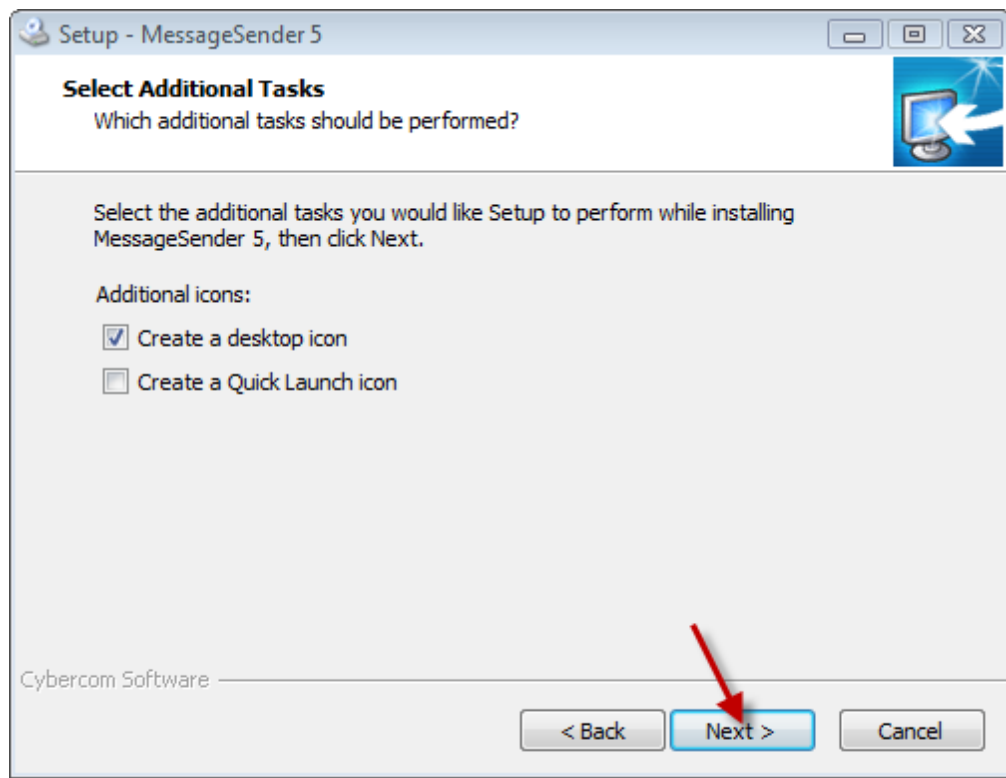 Setup - MessageSender 5
Select Additional Tasks
Which additional tasks should be performed?
Select the additional tasks you would like Setup to perform while installing
MessageSender 5, then click Next.
Additional icons:
Create a desktop icon
Create a Quick Launch icon
Cybercom Software
< Back
Next >
Cancel